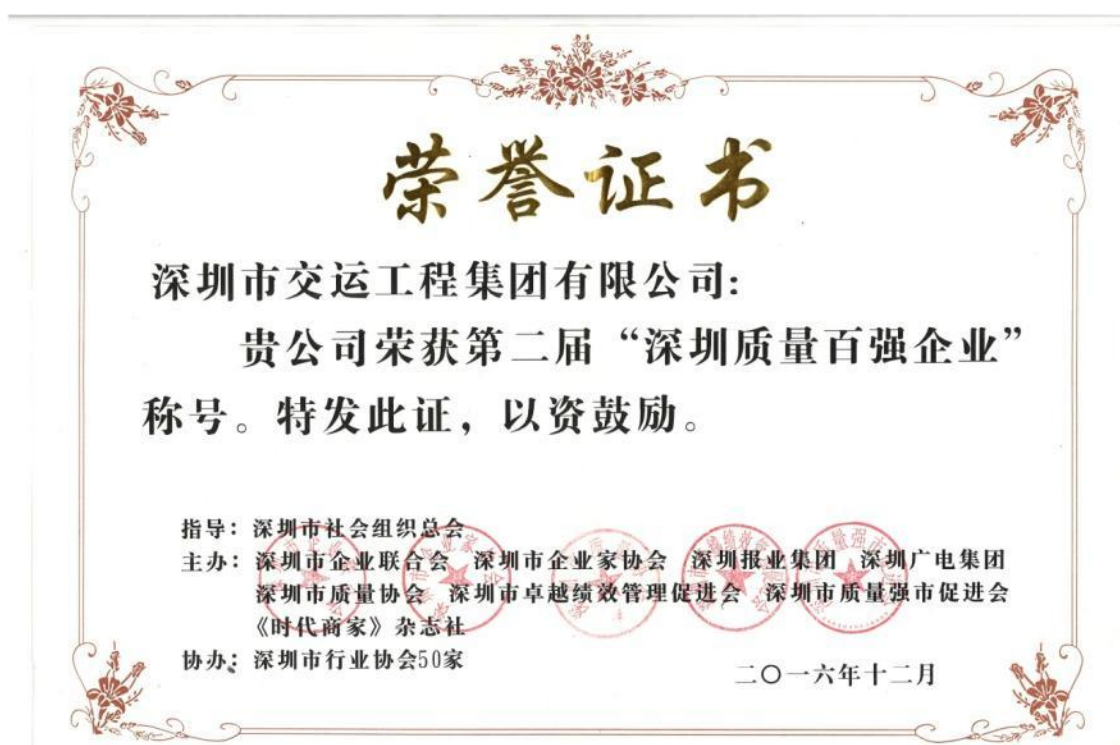 荣誉证书
深圳市交运工程集团有限公司:
贵公司荣获第二届“深圳质量百强企业”
称号。特发此证，以资鼓励。
指导：深圳市社会组织总会
主办：深圳市企业联合会 深圳市企业家协会 深圳报业集团 深圳广电集团
深圳市质量协会 深圳市卓越绩效管理促进会 深圳市质量强市促进会
《时代商家》杂志社
协办：深圳市行业协会50家
二〇一六年十二月